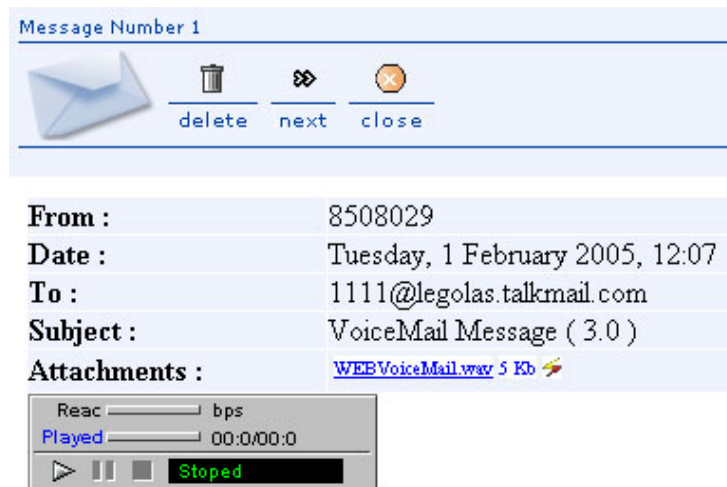 Message Number 1
delete next close
From : 8508029
Date : Tuesday, 1 February 2005, 12:07
To : 1111@legolas.talkmail.com
Subject : VoiceMail Message ( 3.0 )
Attachments : WEBVoiceMail.wav 5 Kb
Reac bps
Played 00:0/00:0
Stoped